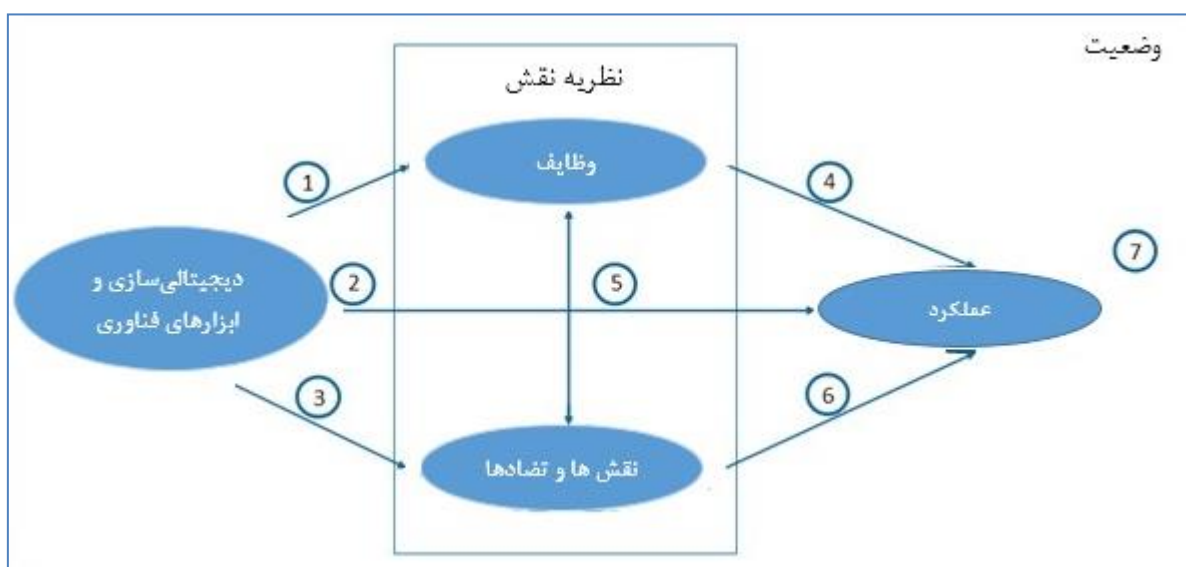 وضعیت
نظریه نقش
وظایف
1
4
دیجیتالی‌سازی و
ابزارهای فناوری
2
5
7
عملکرد
3
6
نقش ها و تضادها